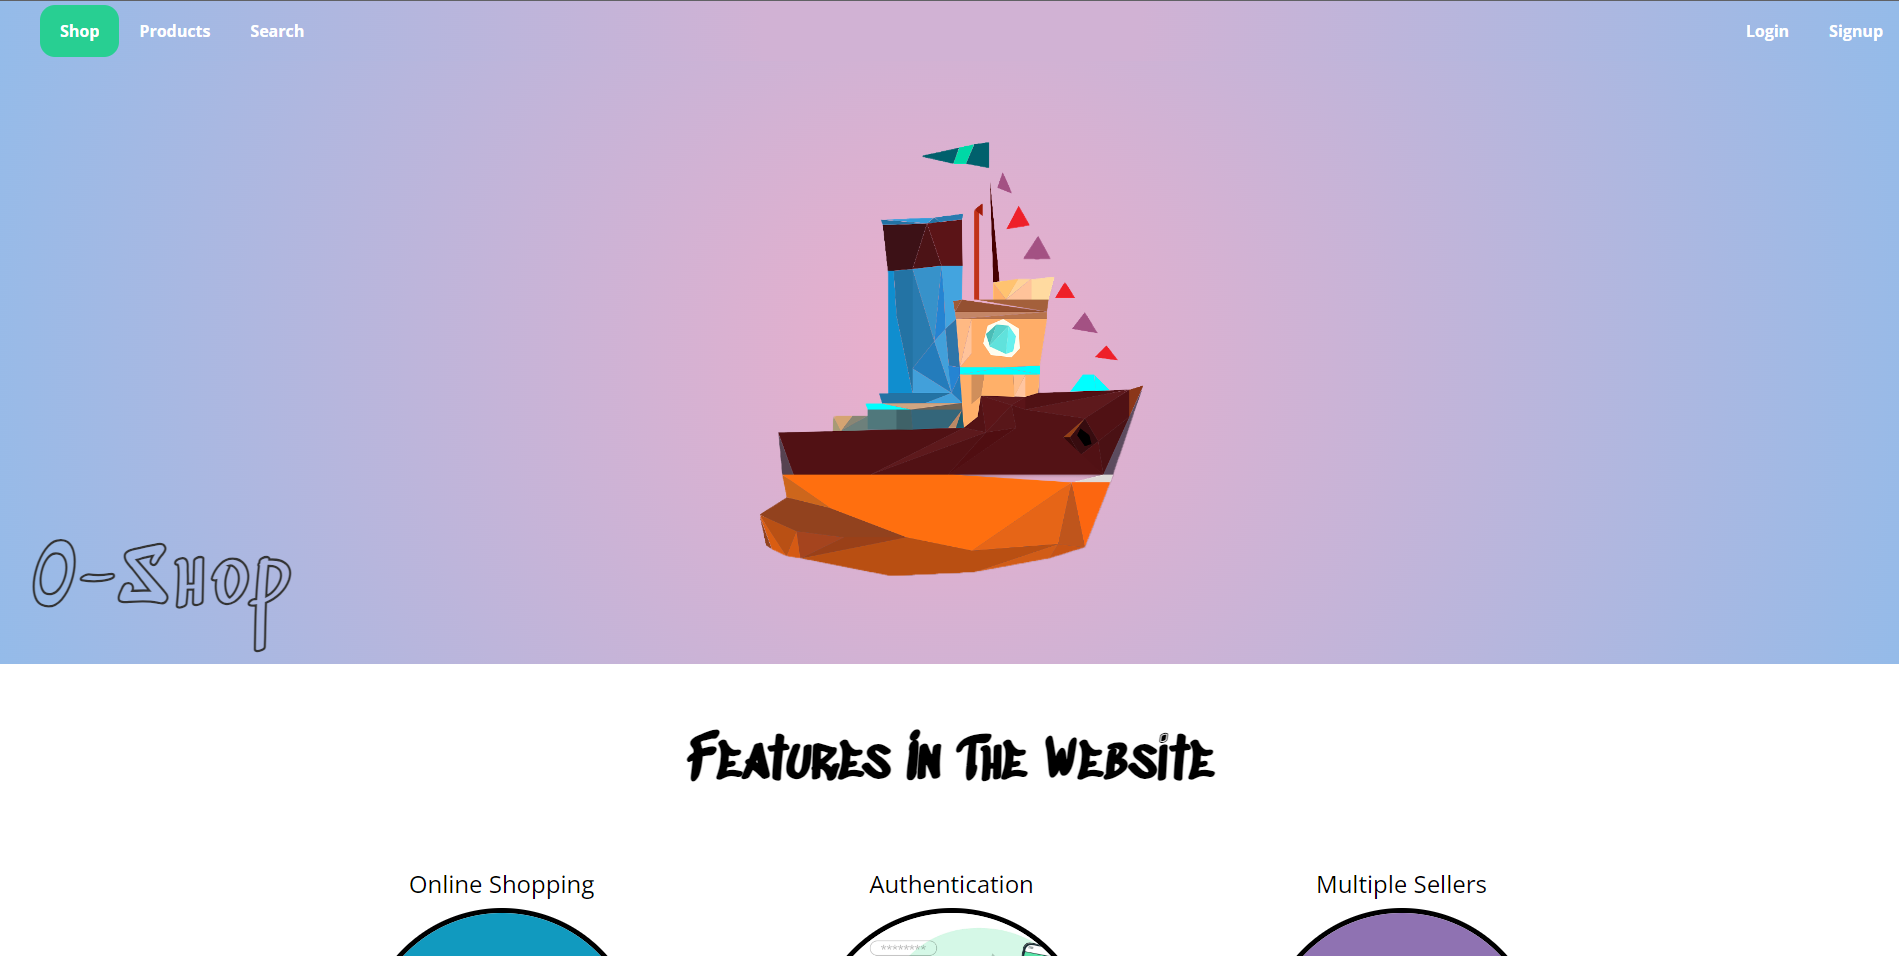 Shop Products Search Login Signup
O-Shop
Features in The Website
Online Shopping Authentication Multiple Sellers
********